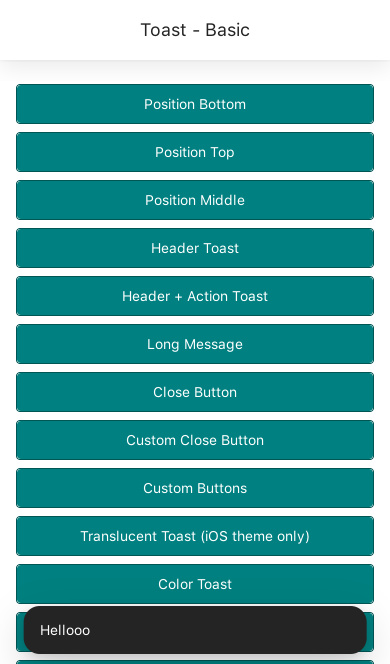 Toast - Basic
Position Bottom
Position Top
Position Middle
Header Toast
Header + Action Toast
Long Message
Close Button
Custom Close Button
Custom Buttons
Translucent Toast (iOS theme only)
Color Toast
Hellooo